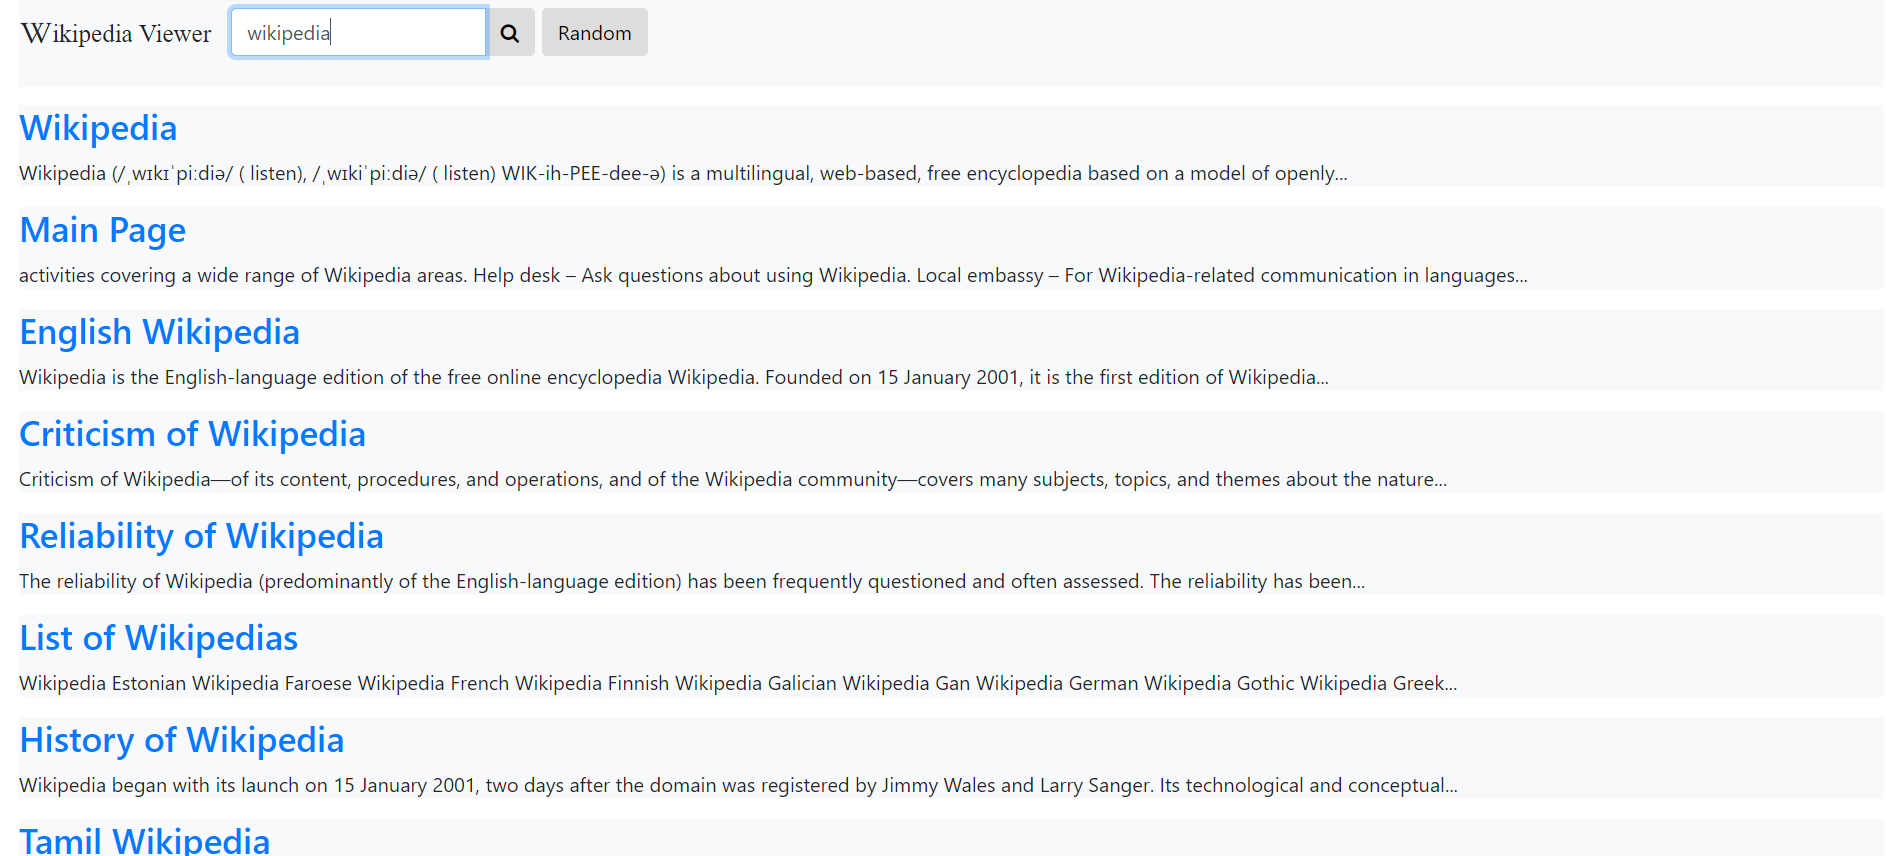 Wikipedia Viewer wikipedia Random
Wikipedia
Wikipedia (/ˌwɪkɪˈpiːdiə/ ( listen), /ˌwɪkiˈpiːdiə/ ( listen) WIK-ih-PEE-dee-ə) is a multilingual, web-based, free encyclopedia based on a model of openly...
Main Page
activities covering a wide range of Wikipedia areas. Help desk – Ask questions about using Wikipedia. Local embassy – For Wikipedia-related communication in languages...
English Wikipedia
Wikipedia is the English-language edition of the free online encyclopedia Wikipedia. Founded on 15 January 2001, it is the first edition of Wikipedia...
Criticism of Wikipedia
Criticism of Wikipedia—of its content, procedures, and operations, and of the Wikipedia community—covers many subjects, topics, and themes about the nature...
Reliability of Wikipedia
The reliability of Wikipedia (predominantly of the English-language edition) has been frequently questioned and often assessed. The reliability has been...
List of Wikipedias
Wikipedia Estonian Wikipedia Faroese Wikipedia French Wikipedia Finnish Wikipedia Galician Wikipedia Gan Wikipedia German Wikipedia Gothic Wikipedia Greek...
History of Wikipedia
Wikipedia began with its launch on 15 January 2001, two days after the domain was registered by Jimmy Wales and Larry Sanger. Its technological and conceptual...
Tamil Wikipedia